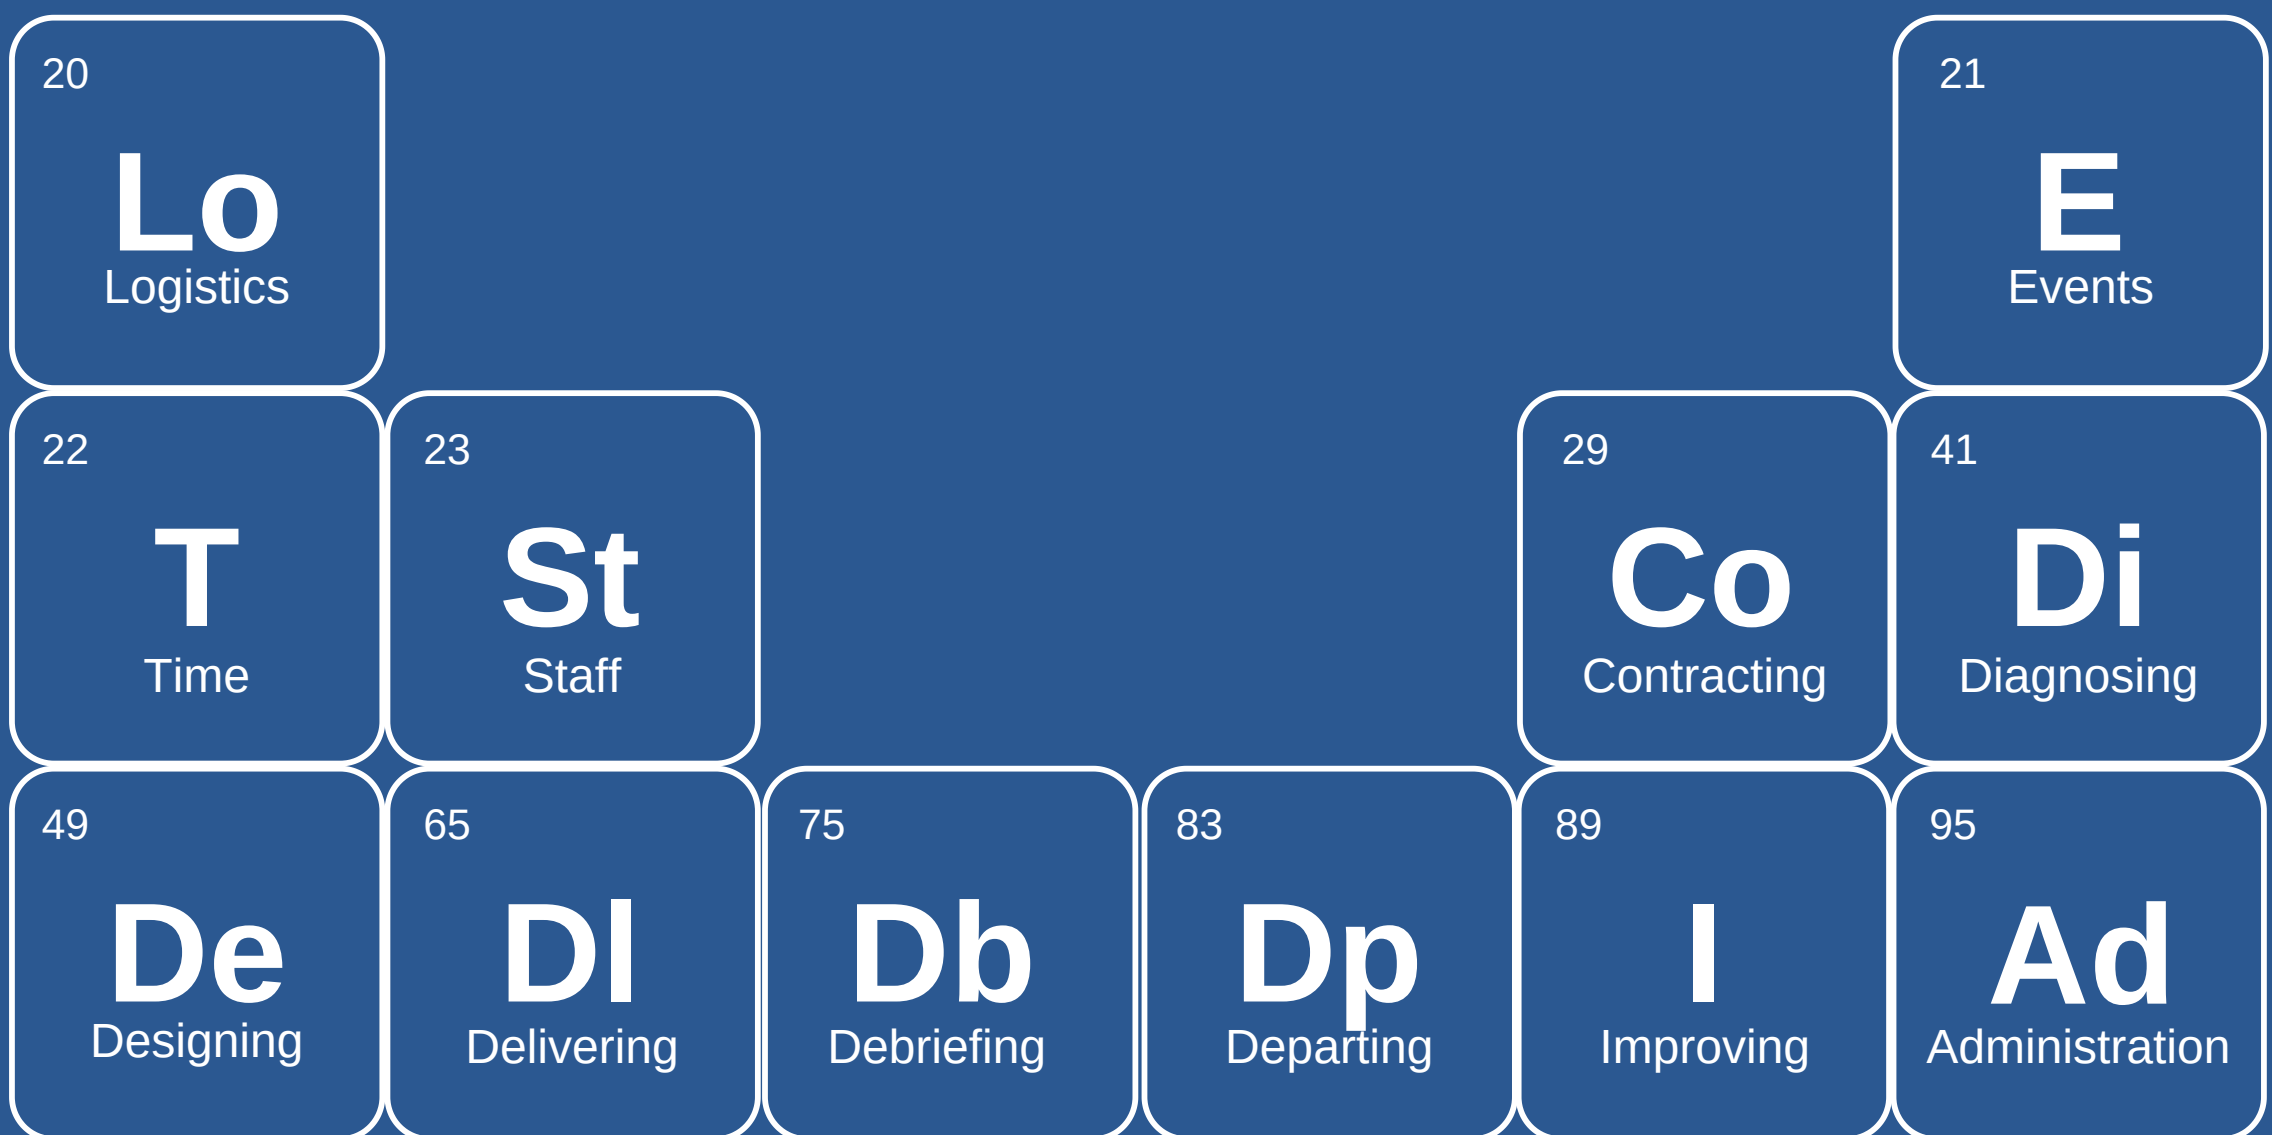 20
Lo
Logistics
21
E
Events
22
T
Time
23
St
Staff
29
Co
Contracting
41
Di
Diagnosing
49
De
Designing
65
Dl
Delivering
75
Db
Debriefing
83
Dp
Departing
89
I
Improving
95
Ad
Administration